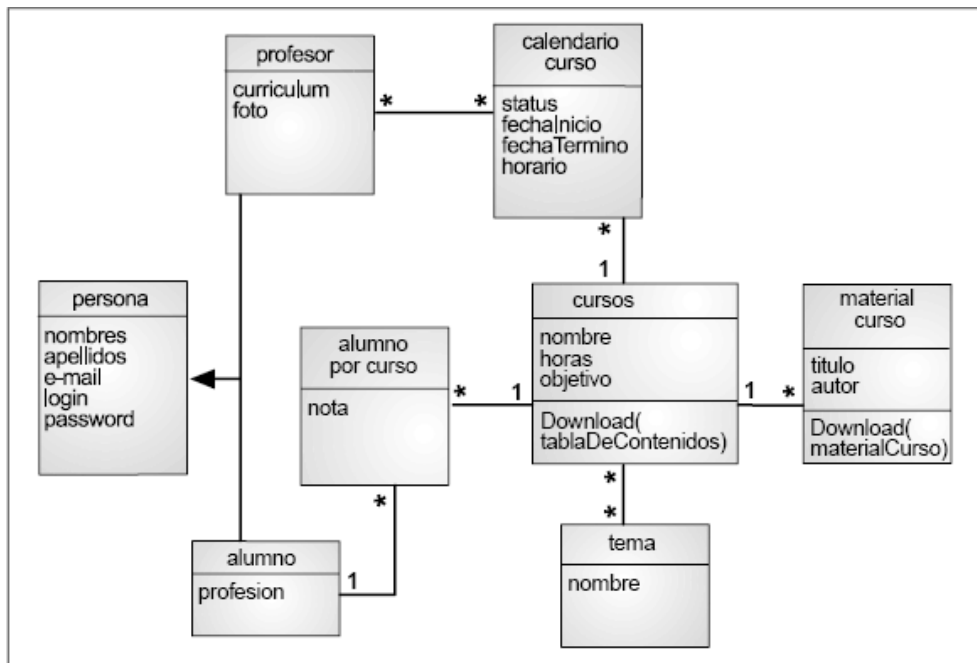 profesor
curriculum
foto
*
*
calendario
curso
status
fechaInicio
fechaTermino
horario
*
1
persona
nombres
apellidos
e-mail
login
password
alumno
por curso
nota
*
1
cursos
nombre
horas
objetivo
Download(
tablaDeContenidos)
1
*
material
curso
titulo
autor
Download(
materialCurso)
*
*
*
alumno
profesion
1
tema
nombre